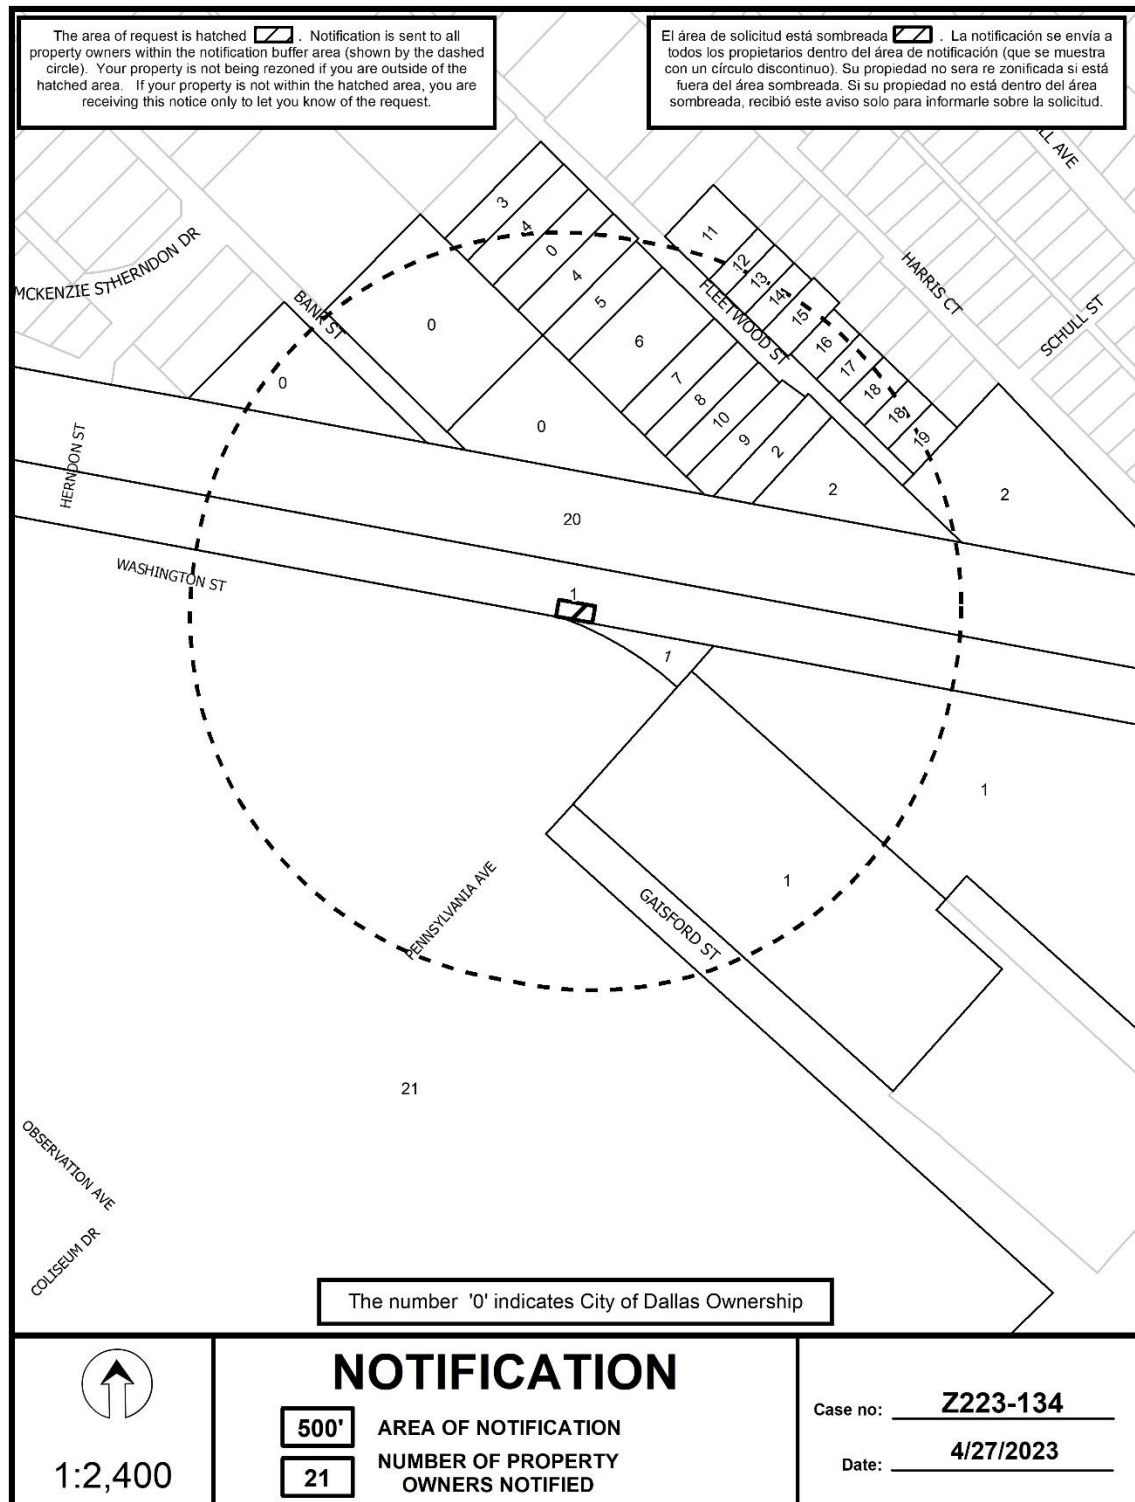 The area of request is hatched . Notification is sent to all
property owners within the notification buffer area (shown by the dashed
circle). Your property is not being rezoned if you are outside of the
hatched area. If your property is not within the hatched area, you are
receiving this notice only to let you know of the request.
El área de solicitud está sombreada . La notificación se envía a
todos los propietarios dentro del área de notificación (que se muestra
con un círculo discontinuo). Su propiedad no sera re zonificada si está
fuera del área sombreada. Si su propiedad no está dentro del área
sombreada, recibió este aviso solo para informarle sobre la solicitud.
LL AVE
3
4
0
4
5
6
7
8
10
9
2
2
11
12
13
14
15
16
17
18
18
19
2
HARRIS CT
SCHULL ST
FLEETWOOD ST
MCKENZIE ST
HERNDON DR
BANK ST
0
0
0
HERNDON ST
20
WASHINGTON ST
1
1
1
1
PENNSYLVANIA AVE
GAISFORD ST
21
OBSERVATION AVE
COLISEUM DR
The number '0' indicates City of Dallas Ownership
1:2,400
NOTIFICATION
500' AREA OF NOTIFICATION
21 NUMBER OF PROPERTY
OWNERS NOTIFIED
Case no: Z223-134
Date: 4/27/2023